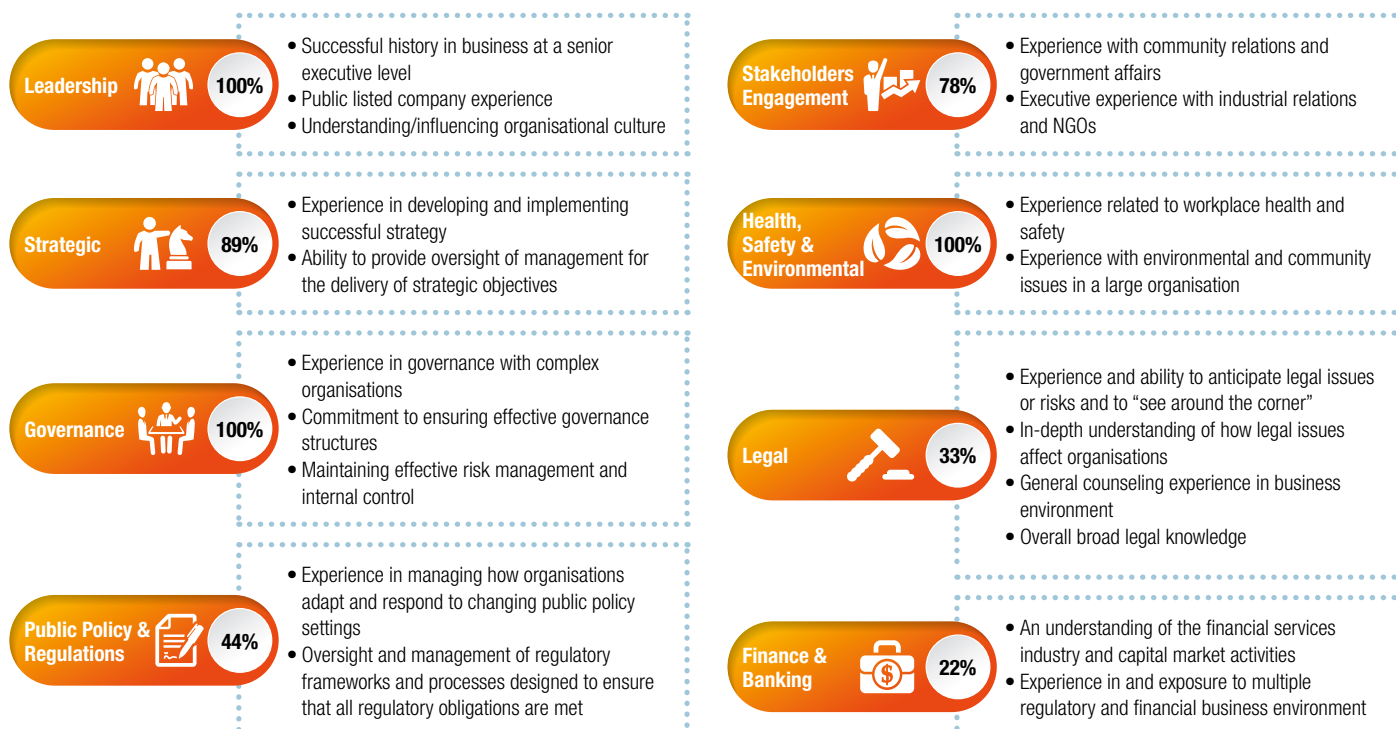 Leadership
100%
• Successful history in business at a senior
executive level
• Public listed company experience
• Understanding/influencing organisational culture
Strategic
89%
• Experience in developing and implementing
successful strategy
• Ability to provide oversight of management for
the delivery of strategic objectives
Governance
100%
• Experience in governance with complex
organisations
• Commitment to ensuring effective governance
structures
• Maintaining effective risk management and
internal control
Public Policy &
Regulations
44%
• Experience in managing how organisations
adapt and respond to changing public policy
settings
• Oversight and management of regulatory
frameworks and processes designed to ensure
that all regulatory obligations are met
Stakeholders
Engagement
78%
• Experience with community relations and
government affairs
• Executive experience with industrial relations
and NGOs
Health,
Safety &
Environmental
100%
• Experience related to workplace health and
safety
• Experience with environmental and community
issues in a large organisation
Legal
33%
• Experience and ability to anticipate legal issues
or risks and to “see around the corner”
• In-depth understanding of how legal issues
affect organisations
• General counseling experience in business
environment
• Overall broad legal knowledge
Finance &
Banking
$
22%
• An understanding of the financial services
industry and capital market activities
• Experience in and exposure to multiple
regulatory and financial business environment